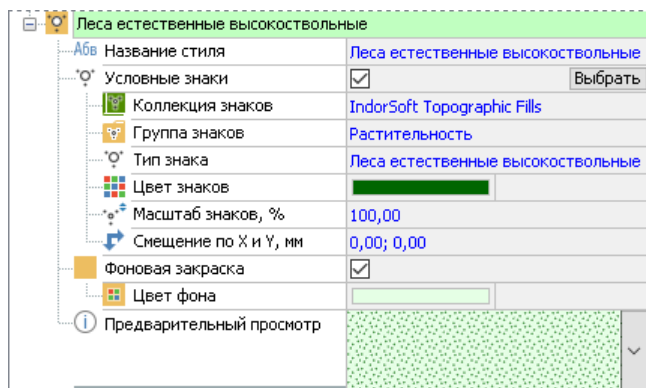 Леса естественные высокоствольные
Абв Название стиля Леса естественные высокоствольные
Условные знаки Выбрать
Коллекция знаков IndorSoft Topographic Fills
Группа знаков Растительность
Тип знака Леса естественные высокоствольные
Цвет знаков
Масштаб знаков, % 100,00
Смещение по X и Y, мм 0,00; 0,00
Фоновая закраска
Цвет фона
Предварительный просмотр